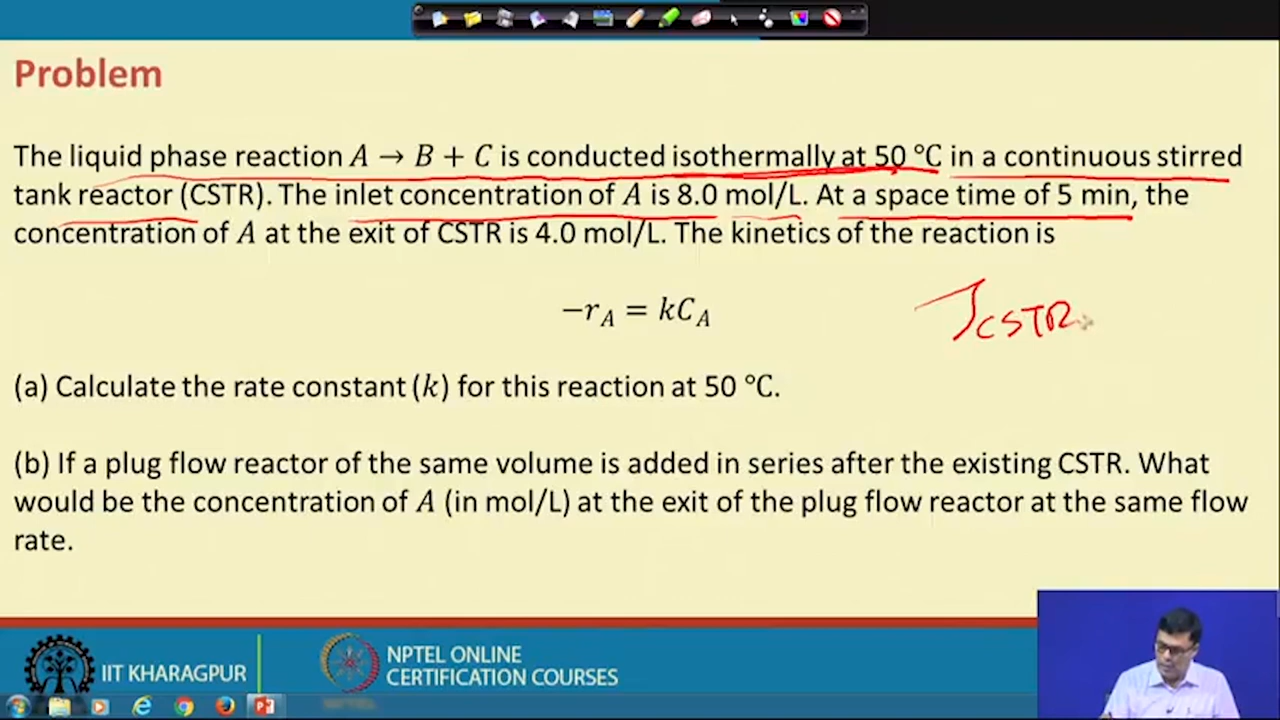 Problem
The liquid phase reaction A → B + C is conducted isothermally at 50 °C in a continuous stirred
tank reactor (CSTR). The inlet concentration of A is 8.0 mol/L. At a space time of 5 min, the
concentration of A at the exit of CSTR is 4.0 mol/L. The kinetics of the reaction is
−r_A = kC_A
τ_CSTR
(a) Calculate the rate constant (k) for this reaction at 50 °C.
(b) If a plug flow reactor of the same volume is added in series after the existing CSTR. What
would be the concentration of A (in mol/L) at the exit of the plug flow reactor at the same flow
rate.
IIT KHARAGPUR
NPTEL ONLINE
CERTIFICATION COURSES